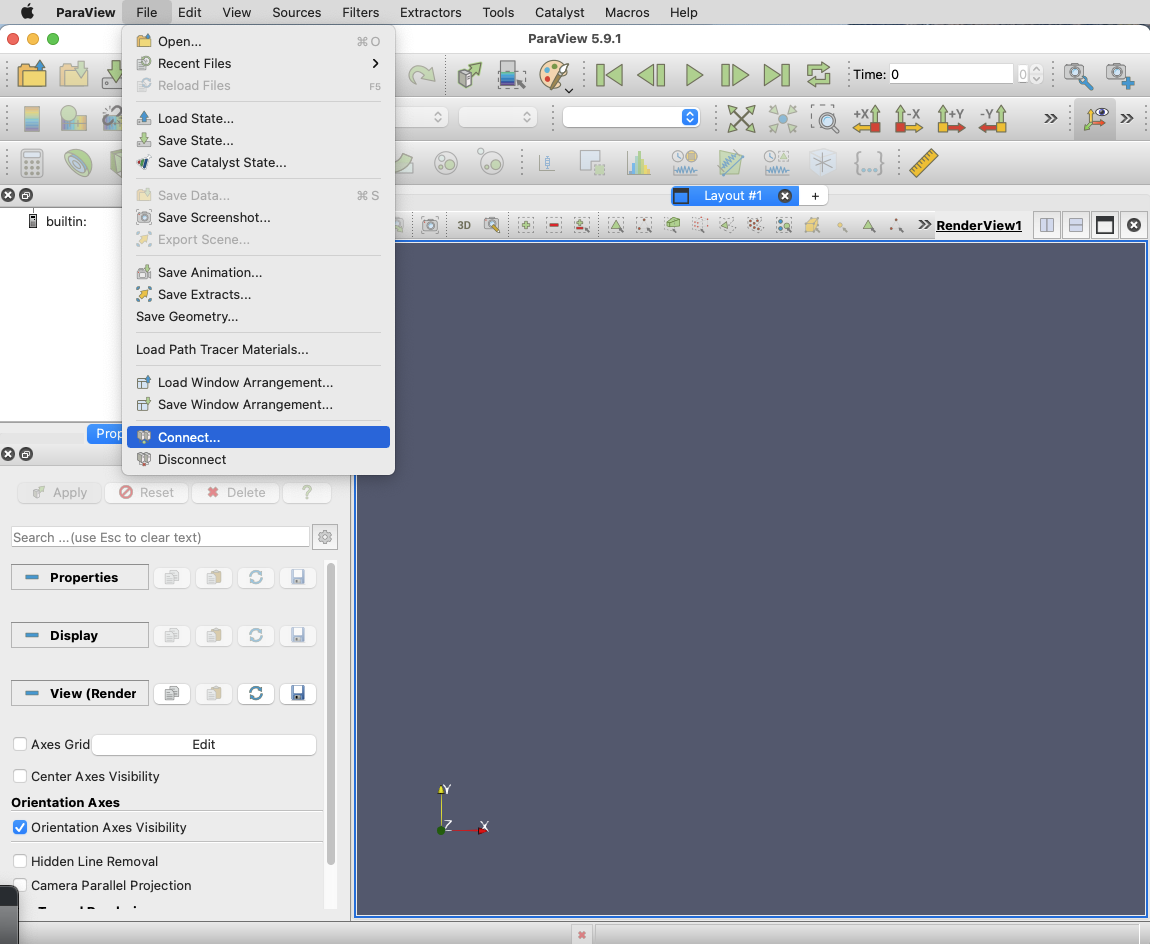 ParaView File Edit View Sources Filters Extractors Tools Catalyst Macros Help
ParaView 5.9.1
Open... ⌘ O
Recent Files
Reload Files F5
Load State...
Save State...
Save Catalyst State...
Save Data... ⌘ S
Save Screenshot...
Export Scene...
Save Animation...
Save Extracts...
Save Geometry...
Load Path Tracer Materials...
Load Window Arrangement...
Save Window Arrangement...
Connect...
Disconnect
Time: 0 0
+X -X +Y -Y
Layout #1 +
builtin:
3D RenderView1
Prop
Apply Reset Delete ?
Search ...(use Esc to clear text)
Properties
Display
View (Render
Axes Grid Edit
Center Axes Visibility
Orientation Axes
Orientation Axes Visibility
Hidden Line Removal
Camera Parallel Projection
Y
Z X